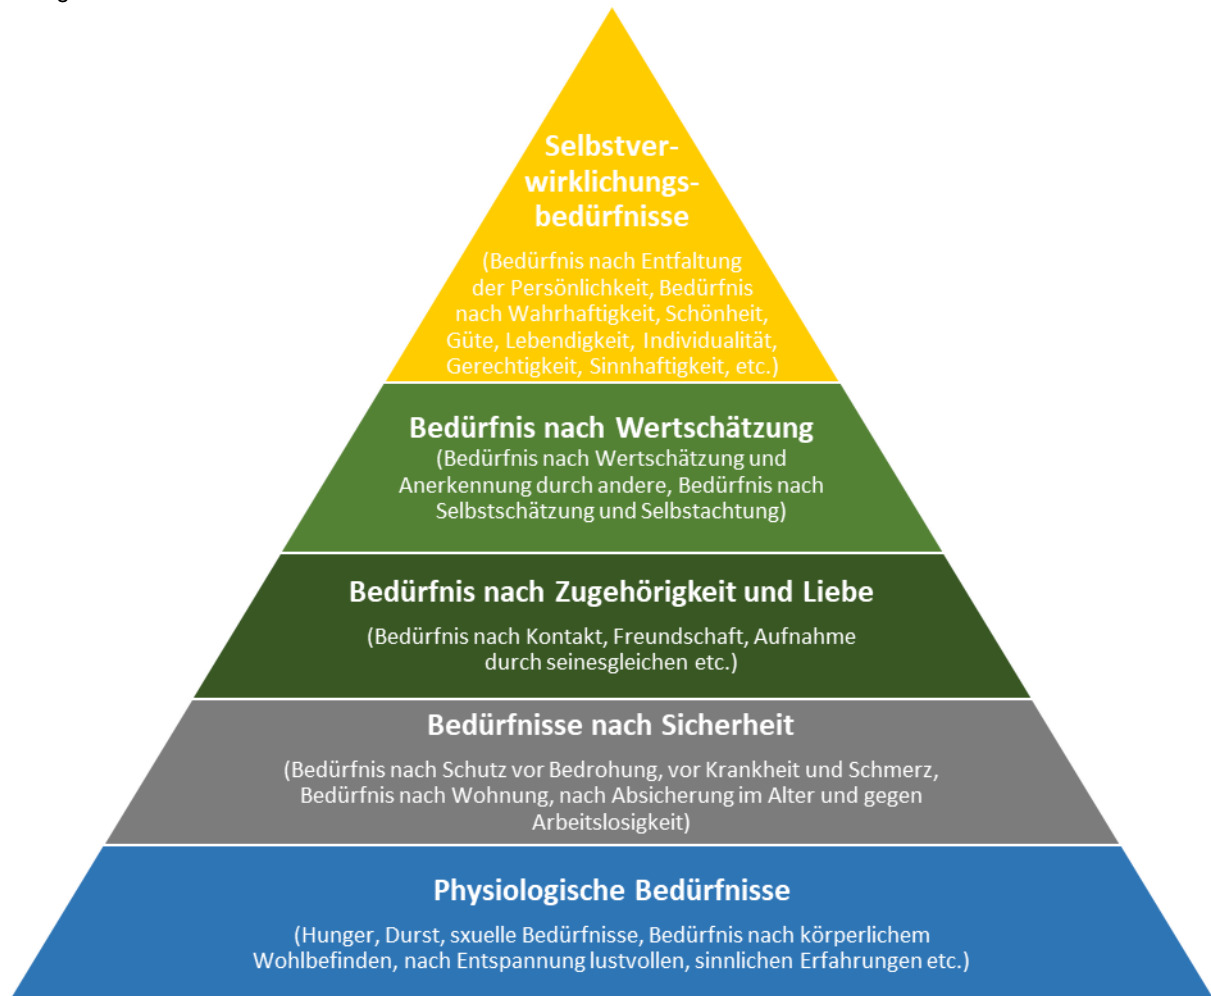 Selbstver-
wirklichungs-
bedürfnisse
(Bedürfnis nach Entfaltung
der Persönlichkeit, Bedürfnis
nach Wahrhaftigkeit, Schönheit,
Güte, Lebendigkeit, Individualität,
Gerechtigkeit, Sinnhaftigkeit, etc.)
Bedürfnis nach Wertschätzung
(Bedürfnis nach Wertschätzung und
Anerkennung durch andere, Bedürfnis nach
Selbstschätzung und Selbstachtung)
Bedürfnis nach Zugehörigkeit und Liebe
(Bedürfnis nach Kontakt, Freundschaft, Aufnahme
durch seinesgleichen etc.)
Bedürfnisse nach Sicherheit
(Bedürfnis nach Schutz vor Bedrohung, vor Krankheit und Schmerz,
Bedürfnis nach Wohnung, nach Absicherung im Alter und gegen
Arbeitslosigkeit)
Physiologische Bedürfnisse
(Hunger, Durst, sxuelle Bedürfnisse, Bedürfnis nach körperlichem
Wohlbefinden, nach Entspannung lustvollen, sinnlichen Erfahrungen etc.)